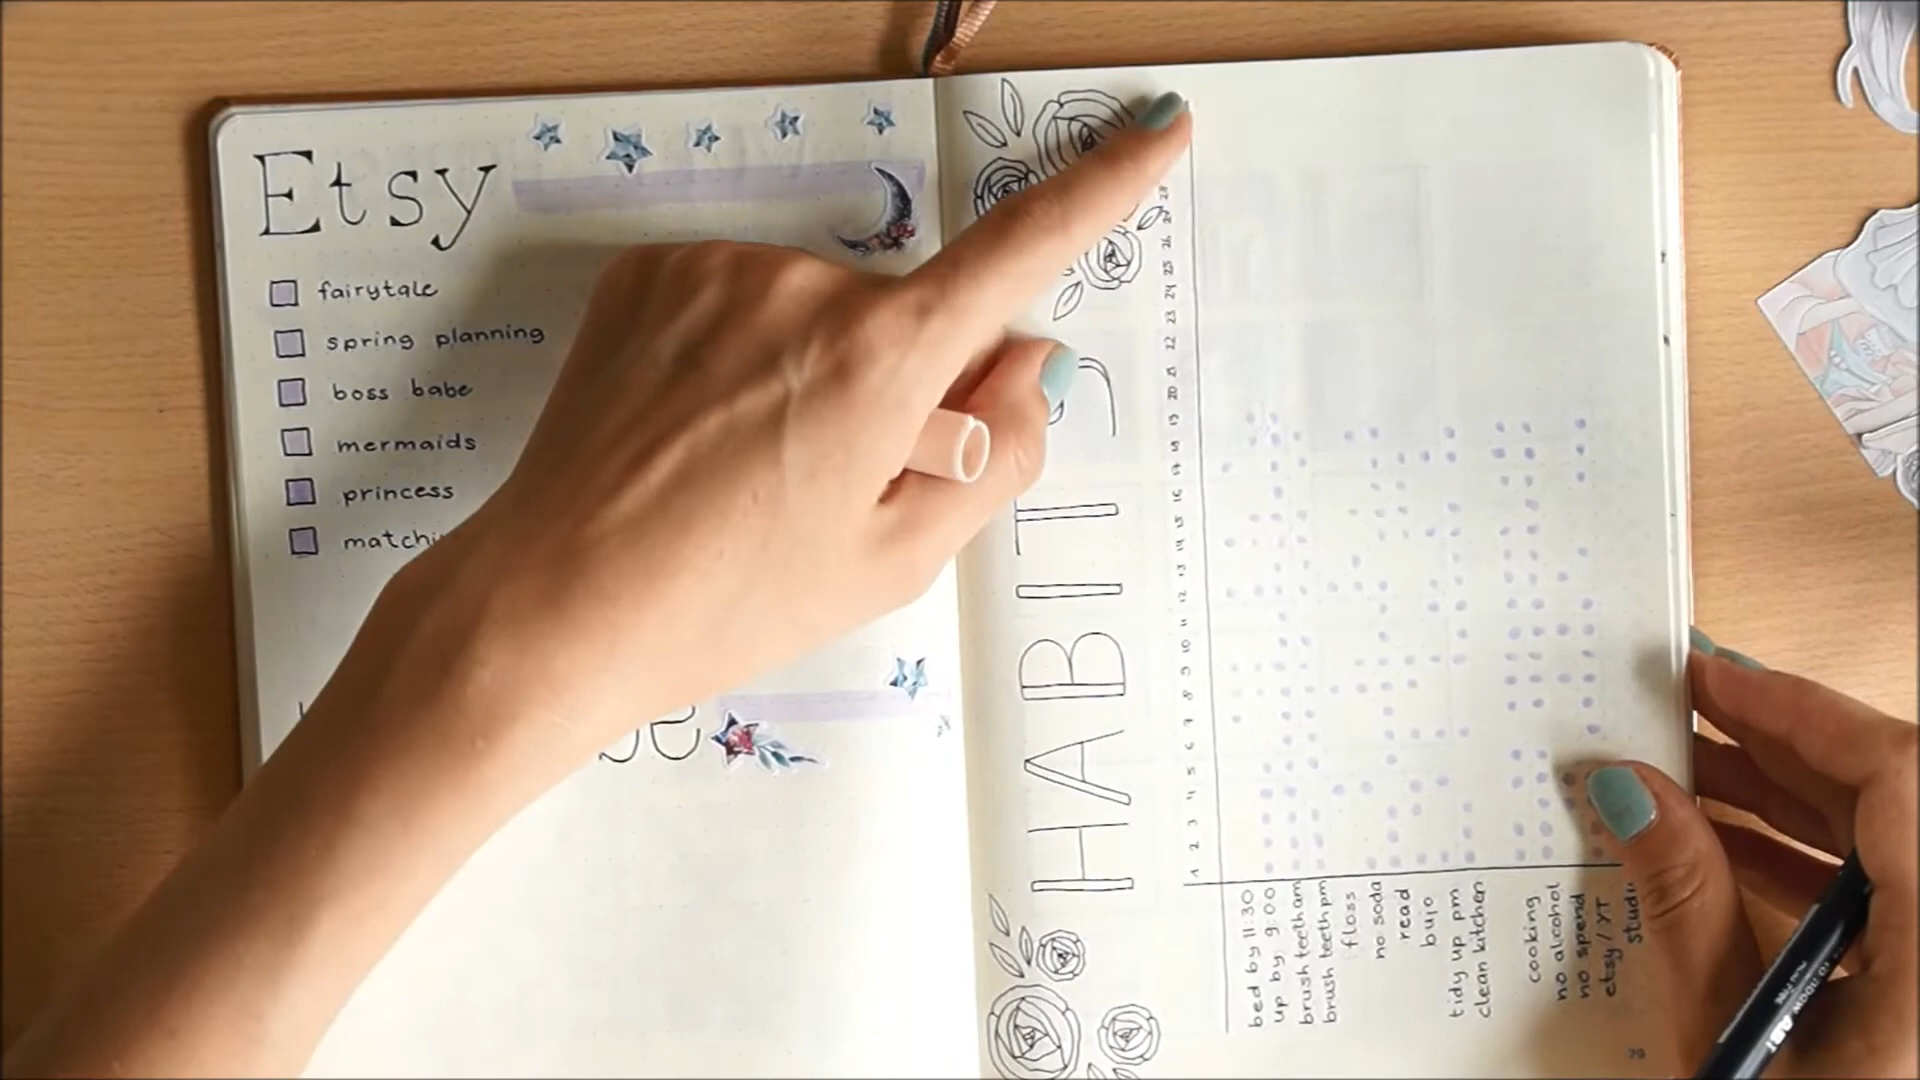 Etsy
fairytale
spring planning
boss babe
mermaids
princess
HABITS
1 2 3 4 5 6 7 8 9 10 11 12 13 14 15 16 17 18 19 20 21 22 23 24 25 26 27 28
bed by 11:30
up by 9:00
brush teeth am
brush teeth pm
floss
no soda
read
bujo
tidy up pm
clean kitchen
cooking
no alcohol
no spend
etsy / YT
79